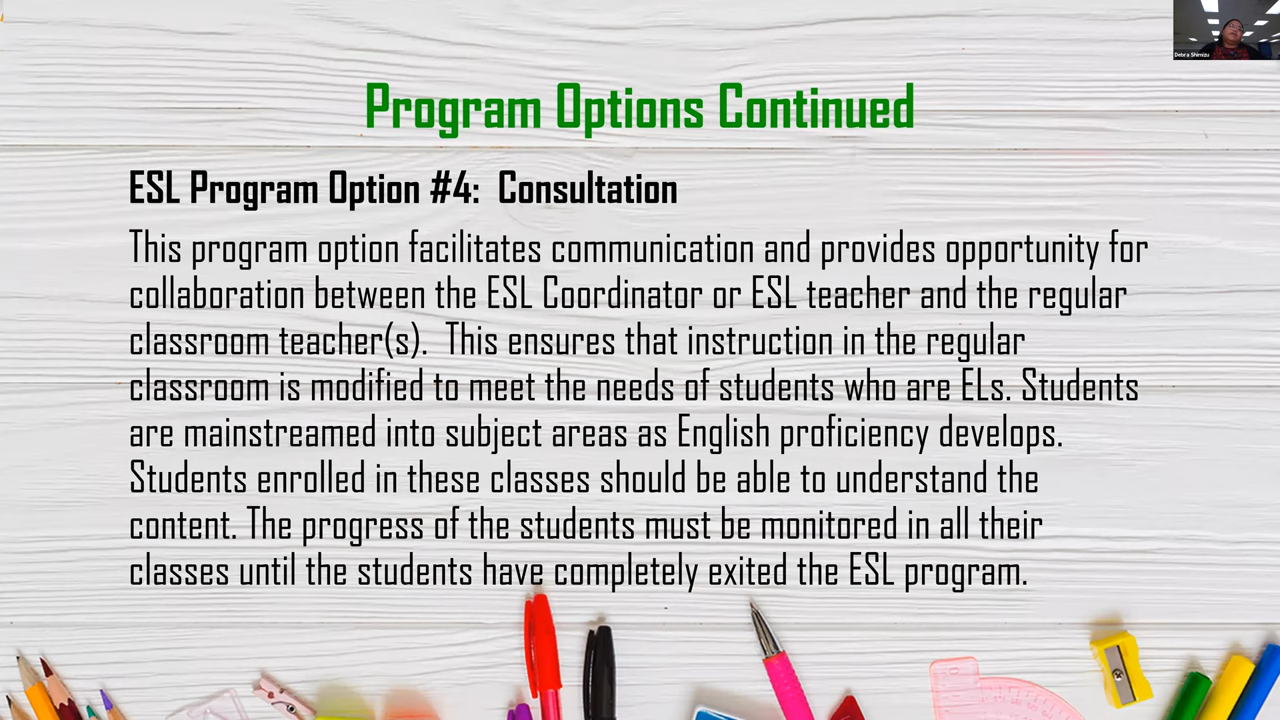 Debra Shimizu
Program Options Continued
ESL Program Option #4:  Consultation
This program option facilitates communication and provides opportunity for
collaboration between the ESL Coordinator or ESL teacher and the regular
classroom teacher(s).  This ensures that instruction in the regular
classroom is modified to meet the needs of students who are ELs. Students
are mainstreamed into subject areas as English proficiency develops.
Students enrolled in these classes should be able to understand the
content. The progress of the students must be monitored in all their
classes until the students have completely exited the ESL program.